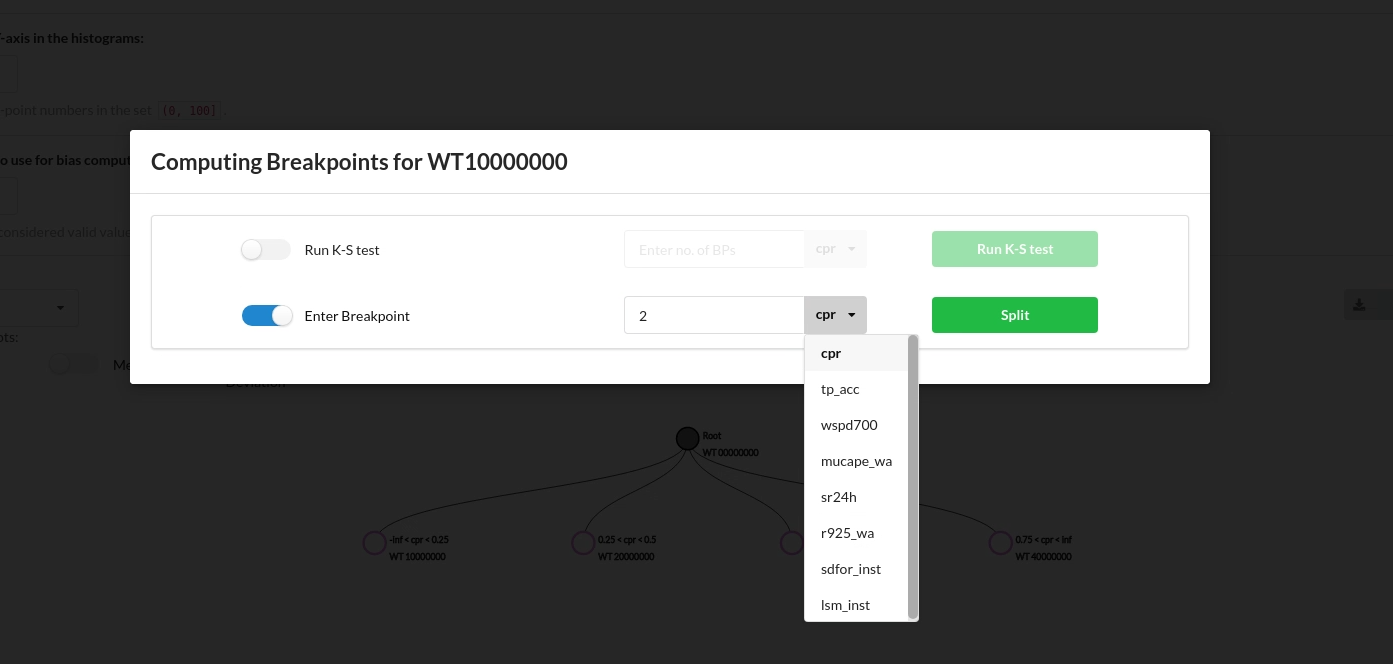 -axis in the histograms:
-point numbers in the set (0, 100].
Computing Breakpoints for WT10000000
o use for bias comput
considered valid valu
Run K-S test
Enter no. of BPs
cpr
Run K-S test
Enter Breakpoint
2
cpr
Split
ots:
Me
Deviation
cpr
tp_acc
wspd700
mucape_wa
sr24h
r925_wa
sdfor_inst
lsm_inst
Root
WT 00000000
-inf < cpr < 0.25
WT 10000000
0.25 < cpr < 0.5
WT 20000000
0.75 < cpr < inf
WT 40000000